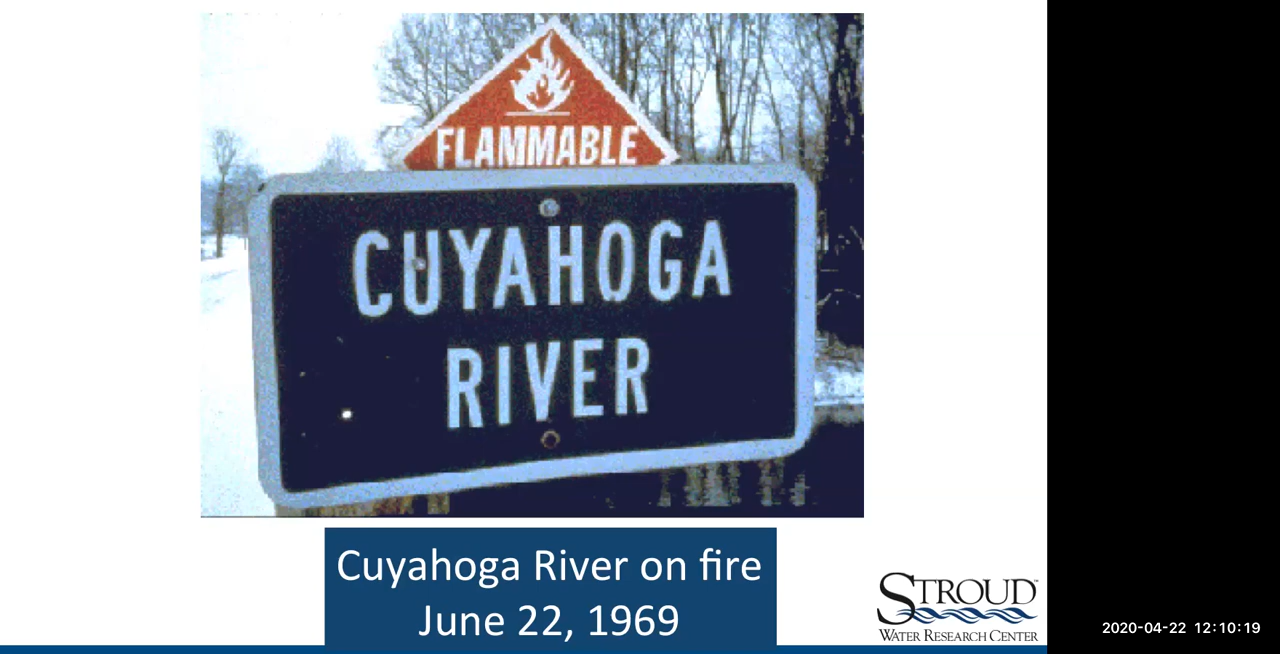 FLAMMABLE
CUYAHOGA
RIVER
Cuyahoga River on fire
June 22, 1969
STROUD™
WATER RESEARCH CENTER
2020-04-22 12:10:19